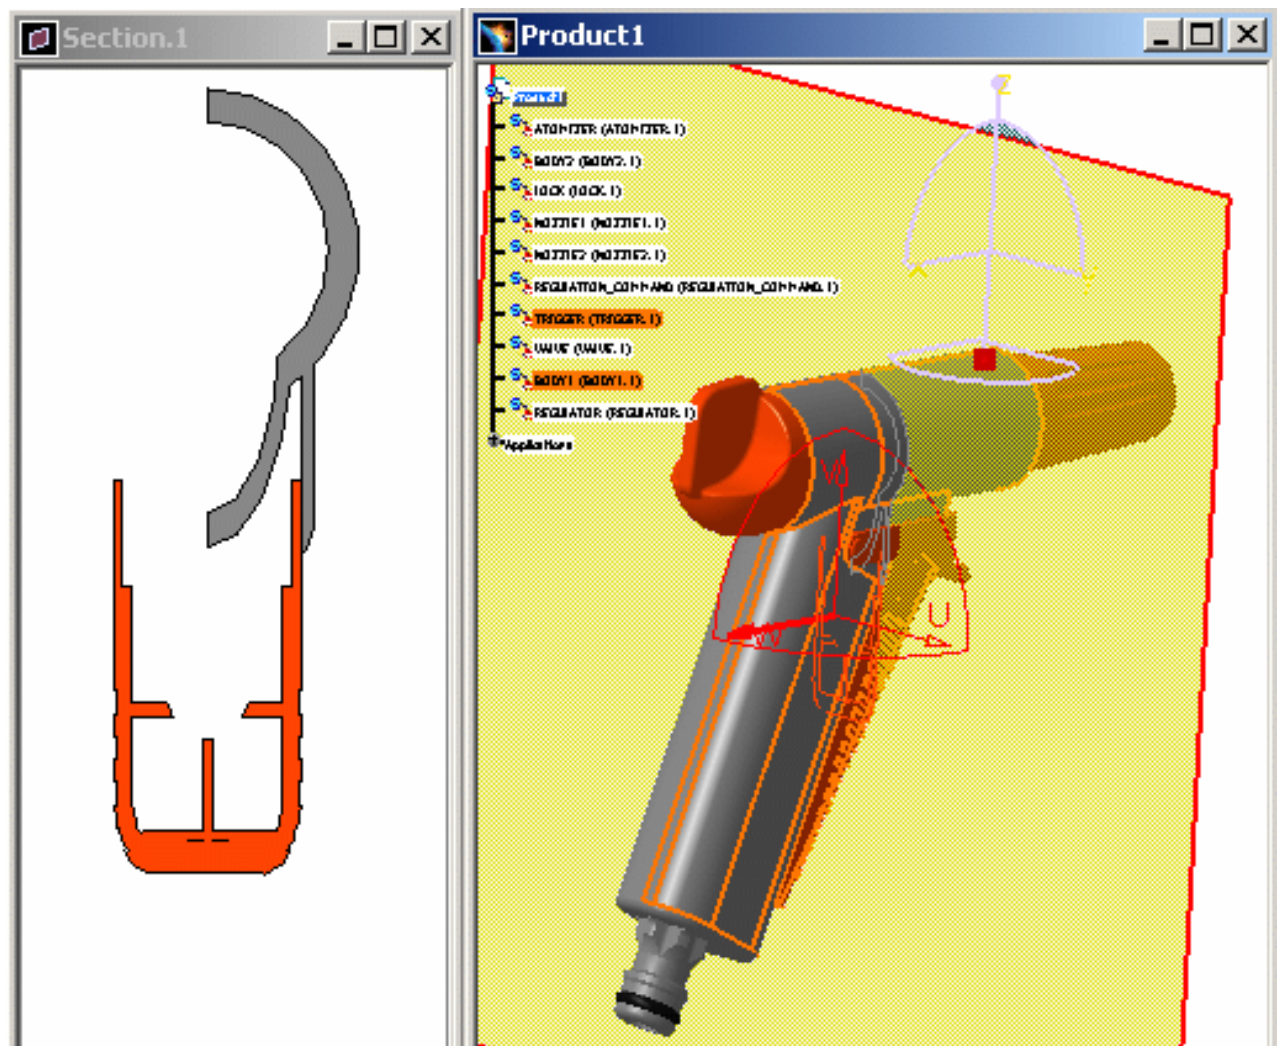 Section.1
Product1
Product1
ATOMIZER (ATOMIZER.1)
BODY2 (BODY2.1)
LOCK (LOCK.1)
NOZZLE1 (NOZZLE1.1)
NOZZLE2 (NOZZLE2.1)
REGULATION_COMMAND (REGULATION_COMMAND.1)
TRIGGER (TRIGGER.1)
VALVE (VALVE.1)
BODY1 (BODY1.1)
REGULATOR (REGULATOR.1)
Applications
Z
X
Y
V
U
W